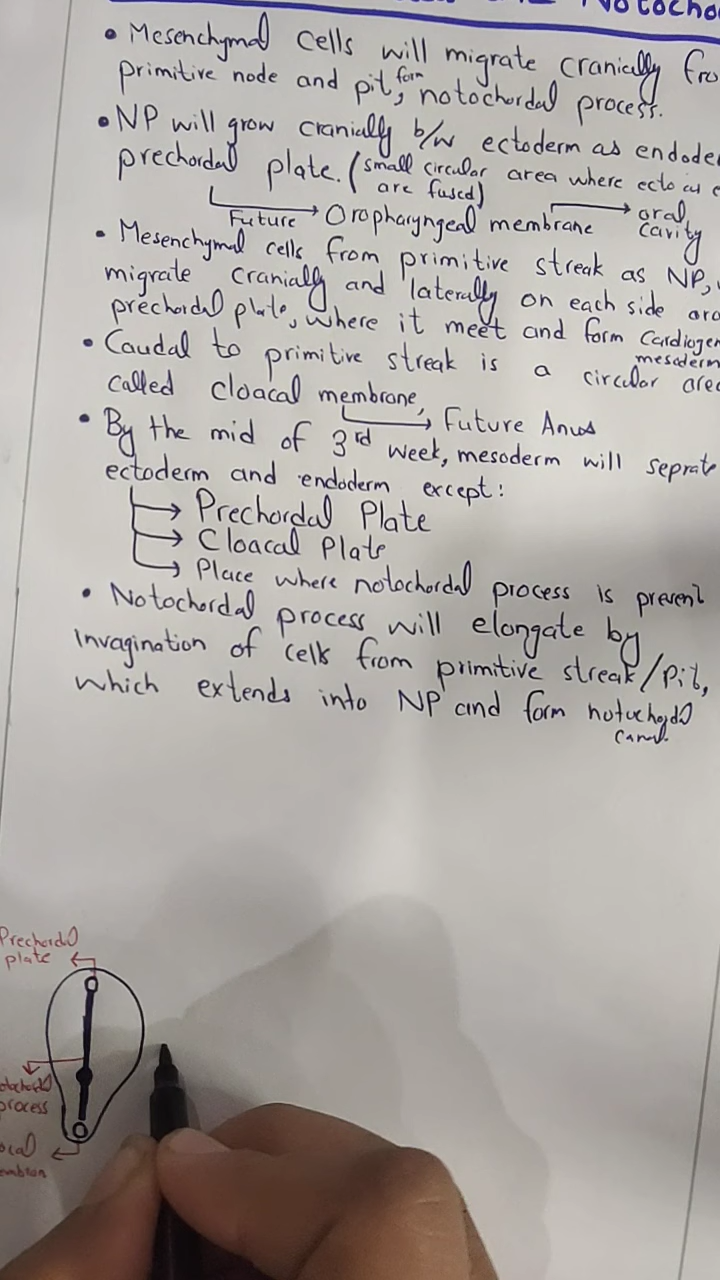 Notocho
• Mesenchymal cells will migrate cranially fro
primitive node and pit, form notochordal process.
• NP will grow cranially b/w ectoderm as endode
prechordal plate. (small circular area where ecto
are fused)
Future → Oropharyngeal membrane → oral cavity
• Mesenchymal cells from primitive streak as NP,
migrate cranially and laterally on each side aro
prechordal plate, where it meet and form Cardiogen
mesoderm
• Caudal to primitive streak is a circular area
called cloacal membrane,
→ Future Anus
• By the mid of 3rd week, mesoderm will seprate
ectoderm and endoderm except:
→ Prechordal Plate
→ Cloacal Plate
→ Place where notochordal process is present
• Notochordal process will elongate by
Invagination of cells from primitive streak/Pit,
which extends into NP and form notochordal
canal.
Prechordal
plate
process